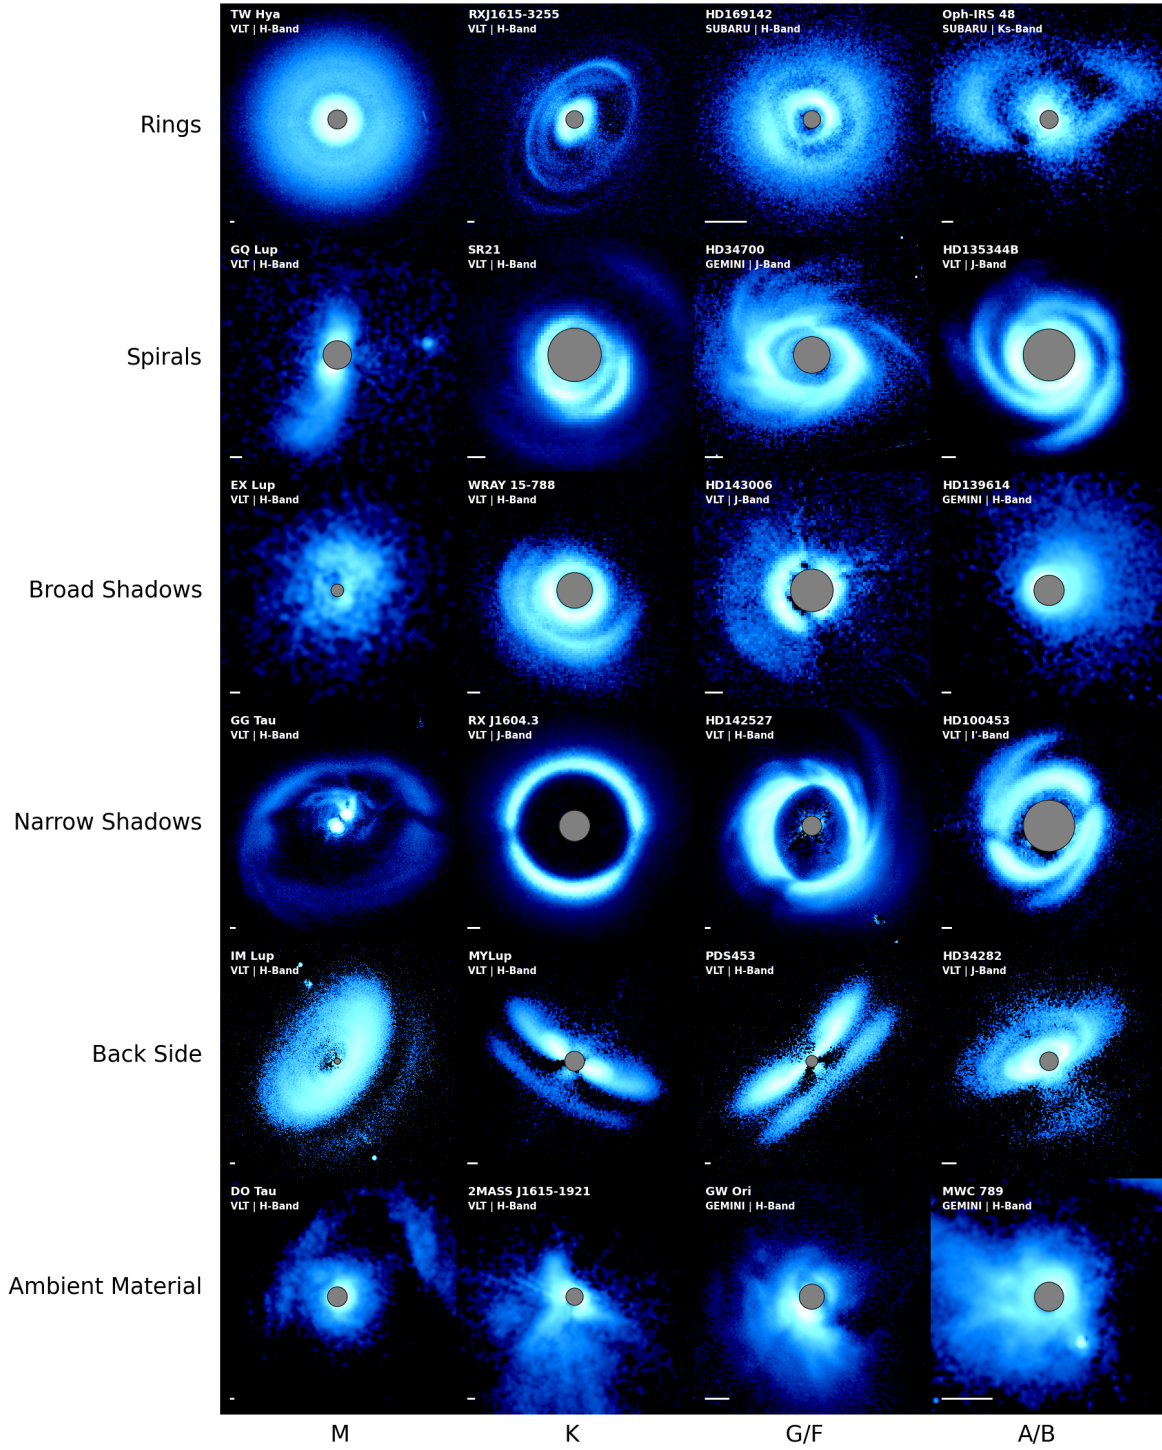 TW Hya
VLT | H-Band
RXJ1615-3255
VLT | H-Band
HD169142
SUBARU | H-Band
Oph-IRS 48
SUBARU | Ks-Band
Rings
GQ Lup
VLT | H-Band
SR21
VLT | H-Band
HD34700
GEMINI | J-Band
HD135344B
VLT | J-Band
Spirals
EX Lup
VLT | H-Band
WRAY 15-788
VLT | H-Band
HD143006
VLT | J-Band
HD139614
GEMINI | H-Band
Broad Shadows
GG Tau
VLT | H-Band
RX J1604.3
VLT | J-Band
HD142527
VLT | H-Band
HD100453
VLT | I'-Band
Narrow Shadows
IM Lup
VLT | H-Band
MYLup
VLT | H-Band
PDS453
VLT | H-Band
HD34282
VLT | J-Band
Back Side
DO Tau
VLT | H-Band
2MASS J1615-1921
VLT | H-Band
GW Ori
GEMINI | H-Band
MWC 789
GEMINI | H-Band
Ambient Material
M
K
G/F
A/B